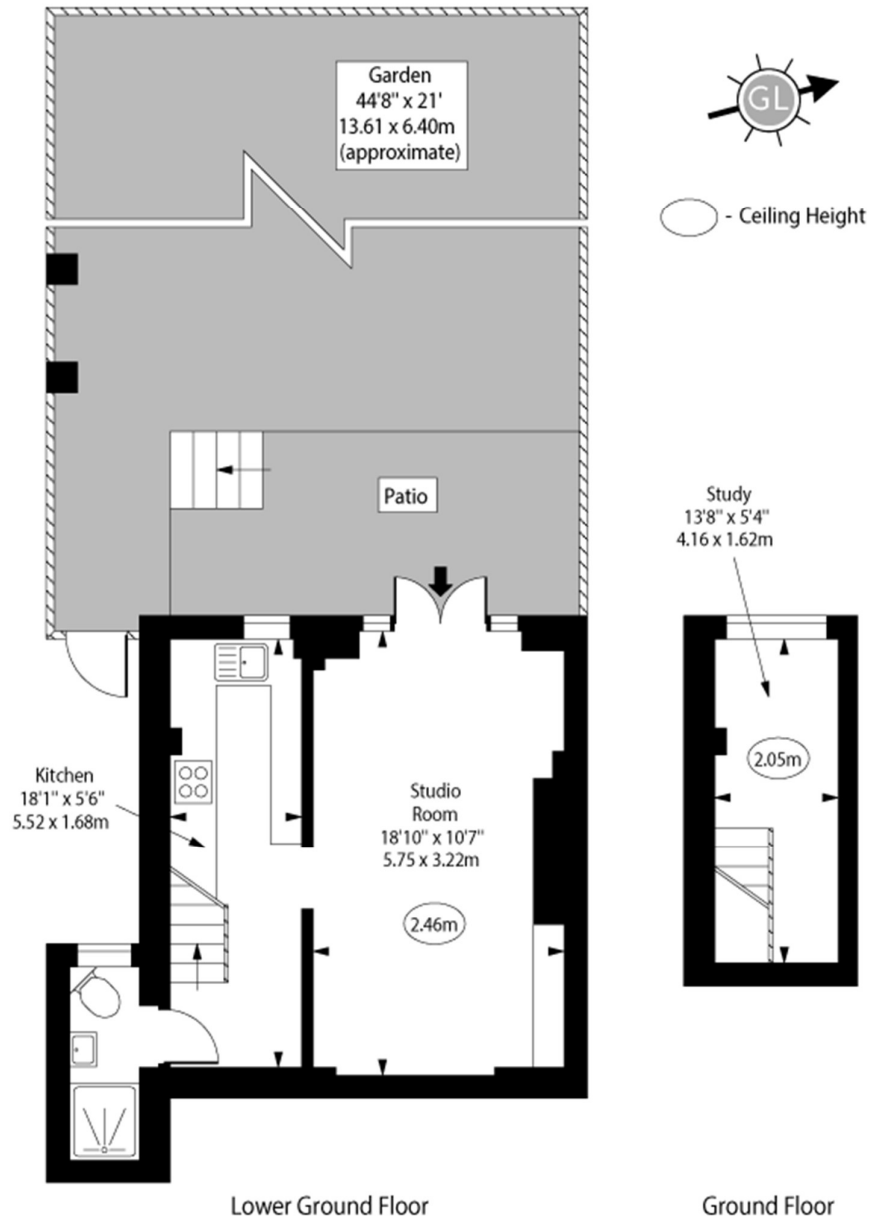 Garden
44'8" x 21'
13.61 x 6.40m
(approximate)
GL
- Ceiling Height
Patio
Study
13'8" x 5'4"
4.16 x 1.62m
2.05m
Kitchen
18'1" x 5'6"
5.52 x 1.68m
Studio
Room
18'10" x 10'7"
5.75 x 3.22m
2.46m
Lower Ground Floor
Ground Floor